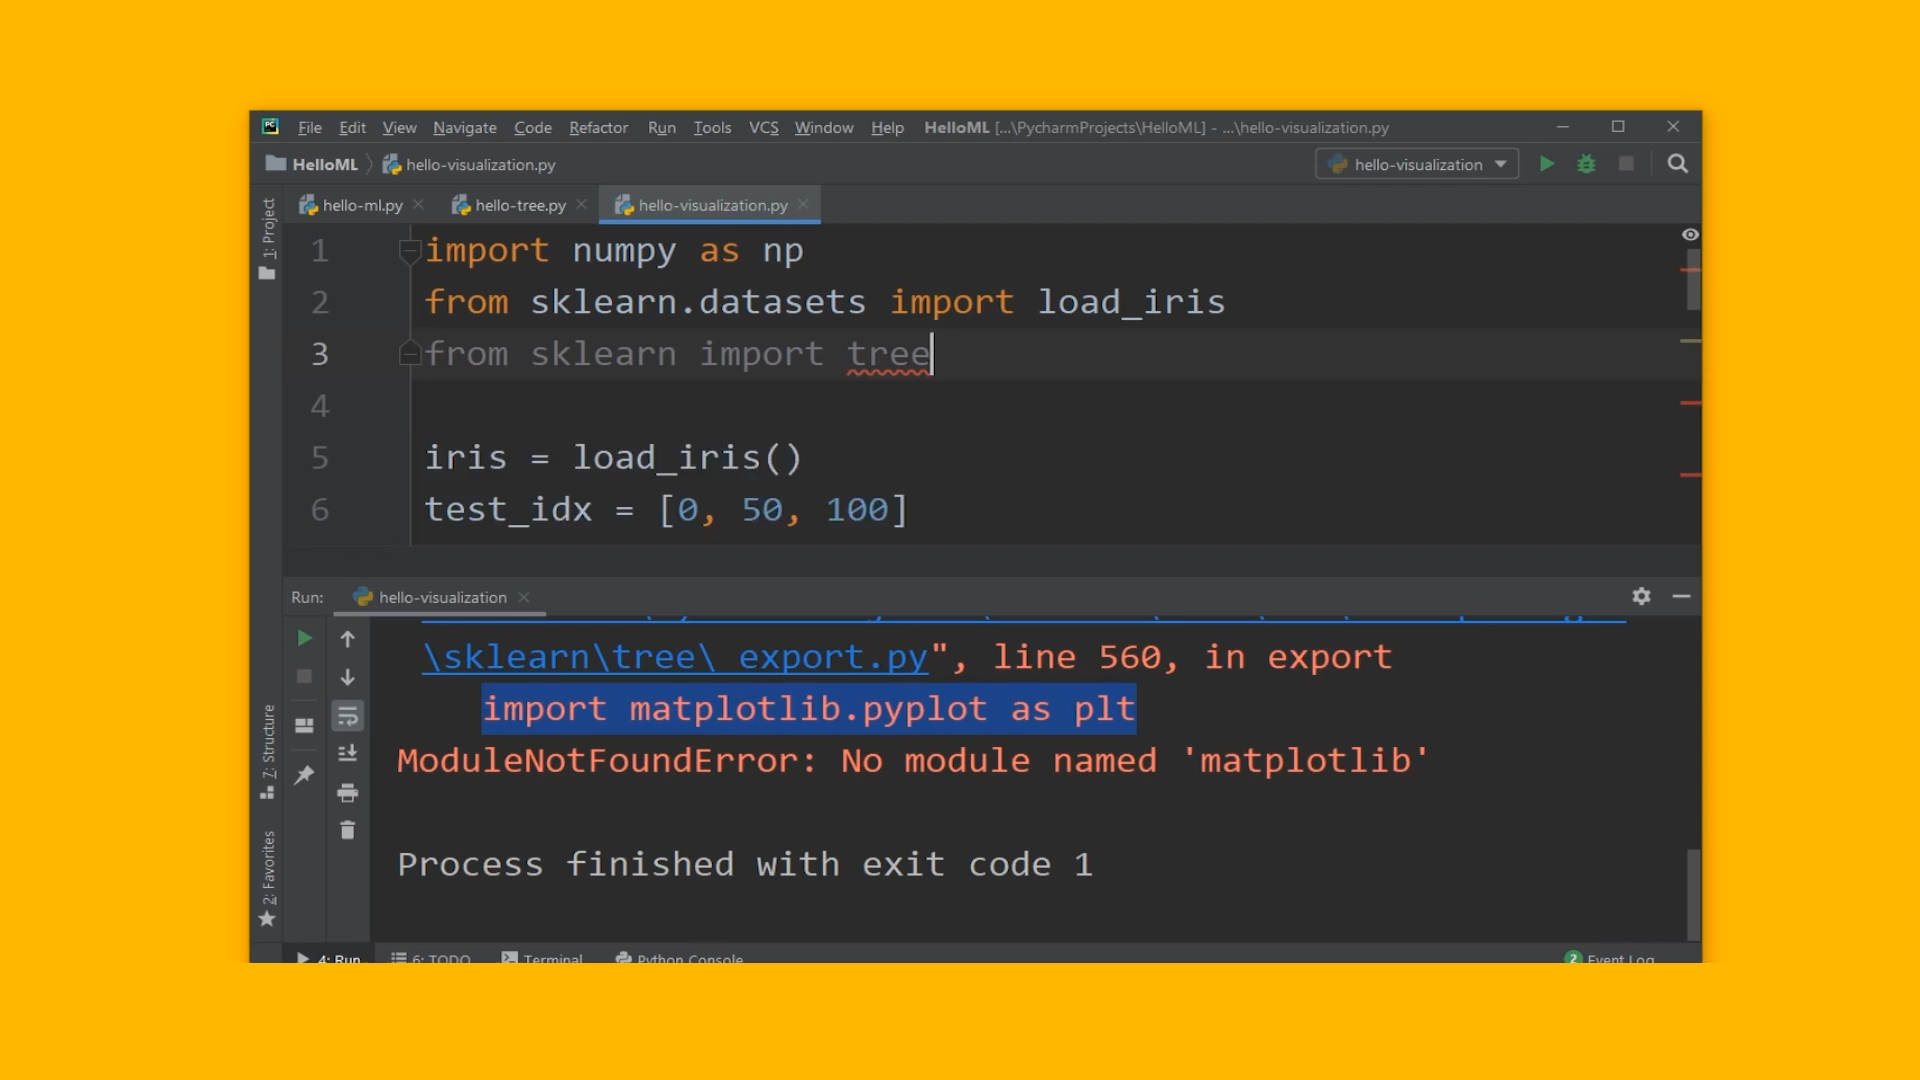 File Edit View Navigate Code Refactor Run Tools VCS Window Help HelloML [...\PycharmProjects\HelloML] - ...\hello-visualization.py
HelloML hello-visualization.py hello-visualization
hello-ml.py hello-tree.py hello-visualization.py
1: Project
1 import numpy as np
2 from sklearn.datasets import load_iris
3 from sklearn import tree
4
5 iris = load_iris()
6 test_idx = [0, 50, 100]
Run: hello-visualization
\sklearn\tree\_export.py", line 560, in export
import matplotlib.pyplot as plt
ModuleNotFoundError: No module named 'matplotlib'
Process finished with exit code 1
7: Structure
2: Favorites
4: Run 6: TODO Terminal Python Console 2 Event Log